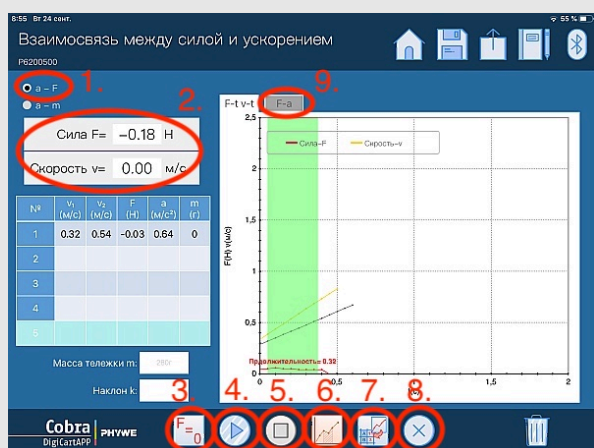 8:55 Вт 24 сент.
55 %
Взаимосвязь между силой и ускорением
P6200500
a – F
1.
a – m
2.
Сила F= -0.18 Н
Скорость v= 0.00 м/с
№ v₁ (м/с) v₂ (м/с) F (Н) a (м/с²) m (г)
1 0.32 0.54 -0.03 0.64 0
2
3
4
5
Масса тележки m: 260г
Наклон k:
9.
F-t v-t F-a
Сила-F Скрость-v
F(Н) v(м/с)
2,5
2
1,5
1
0,5
0
Прдолжительность= 0.32
0 0,5 1 1,5 2
3. 4. 5. 6. 7. 8.
F=0
Cobra PHYWE
DigiCartAPP